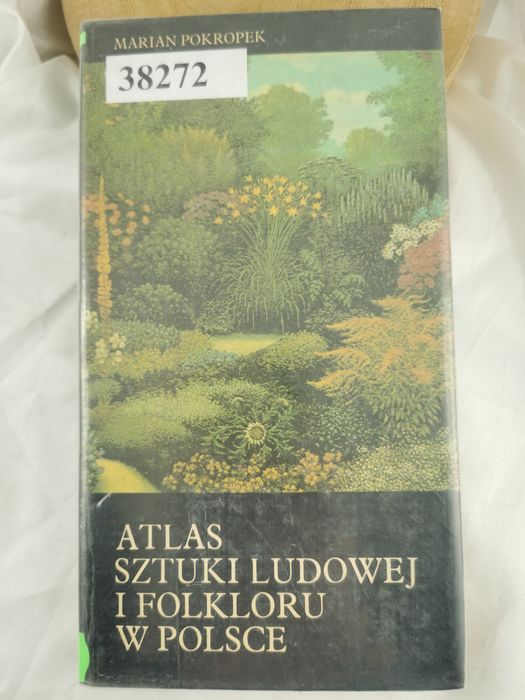 MARIAN POKROPEK
38272
ATLAS
SZTUKI LUDOWEJ
I FOLKLORU
W POLSCE